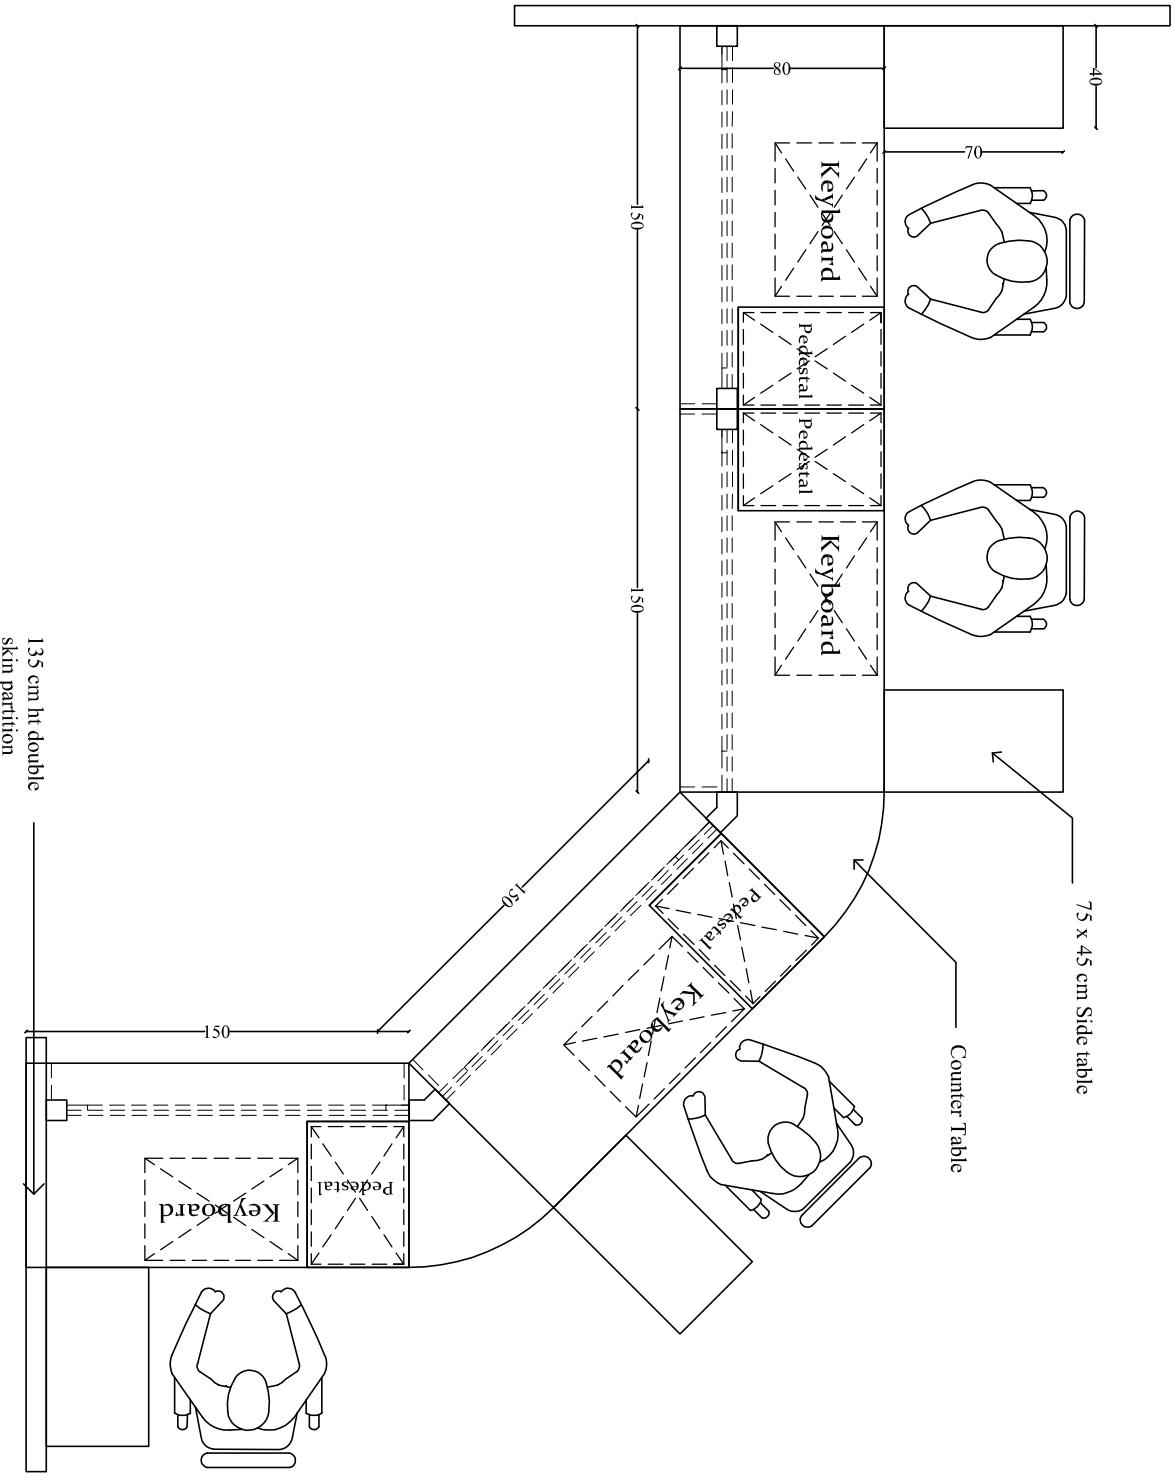 40
80
70
150
Keyboard
Pedestal
Pedestal
150
Keyboard
135 cm ht double
skin partition
75 x 45 cm Side table
Counter Table
150
Pedestal
Keyboard
150
Pedestal
Keyboard